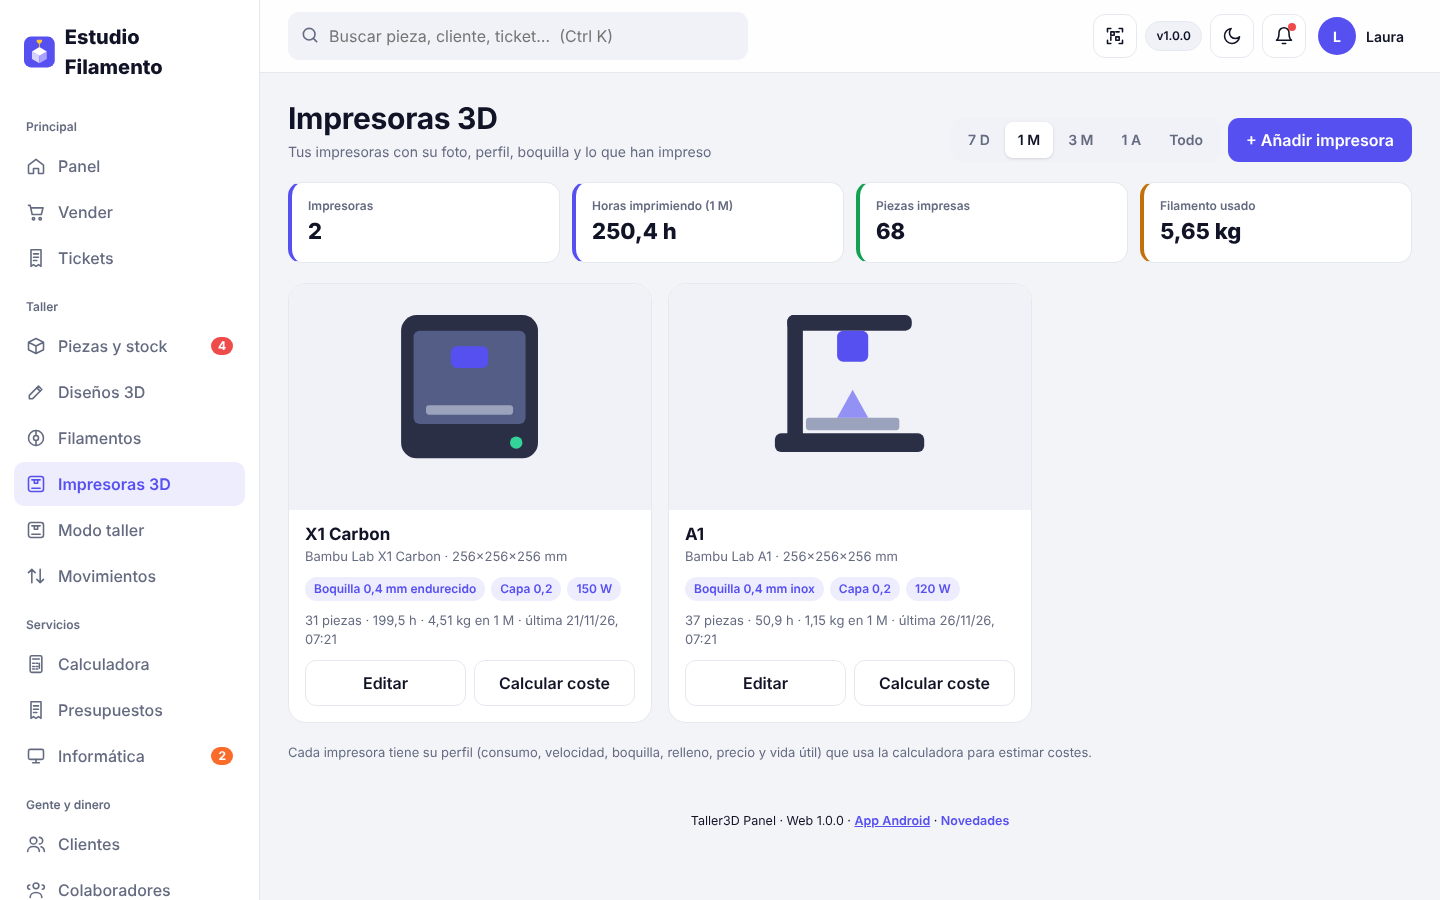 Estudio
Filamento
Buscar pieza, cliente, ticket... (Ctrl K)
v1.0.0
L
Laura
Principal
Panel
Vender
Tickets
Taller
Piezas y stock
4
Diseños 3D
Filamentos
Impresoras 3D
Modo taller
Movimientos
Servicios
Calculadora
Presupuestos
Informática
2
Gente y dinero
Clientes
Colaboradores
Impresoras 3D
Tus impresoras con su foto, perfil, boquilla y lo que han impreso
7 D
1 M
3 M
1 A
Todo
+ Añadir impresora
Impresoras
2
Horas imprimiendo (1 M)
250,4 h
Piezas impresas
68
Filamento usado
5,65 kg
X1 Carbon
Bambu Lab X1 Carbon · 256×256×256 mm
Boquilla 0,4 mm endurecido
Capa 0,2
150 W
31 piezas · 199,5 h · 4,51 kg en 1 M · última 21/11/26,
07:21
Editar
Calcular coste
A1
Bambu Lab A1 · 256×256×256 mm
Boquilla 0,4 mm inox
Capa 0,2
120 W
37 piezas · 50,9 h · 1,15 kg en 1 M · última 26/11/26,
07:21
Editar
Calcular coste
Cada impresora tiene su perfil (consumo, velocidad, boquilla, relleno, precio y vida útil) que usa la calculadora para estimar costes.
Taller3D Panel · Web 1.0.0 · App Android · Novedades